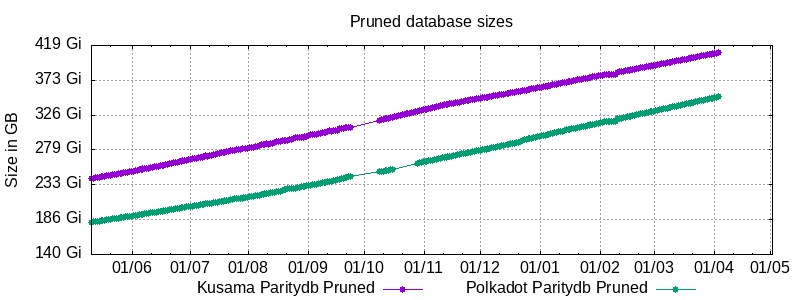 Pruned database sizes
419 Gi
373 Gi
326 Gi
279 Gi
233 Gi
186 Gi
140 Gi
Size in GB
01/06 01/07 01/08 01/09 01/10 01/11 01/12 01/01 01/02 01/03 01/04 01/05
Kusama Paritydb Pruned Polkadot Paritydb Pruned